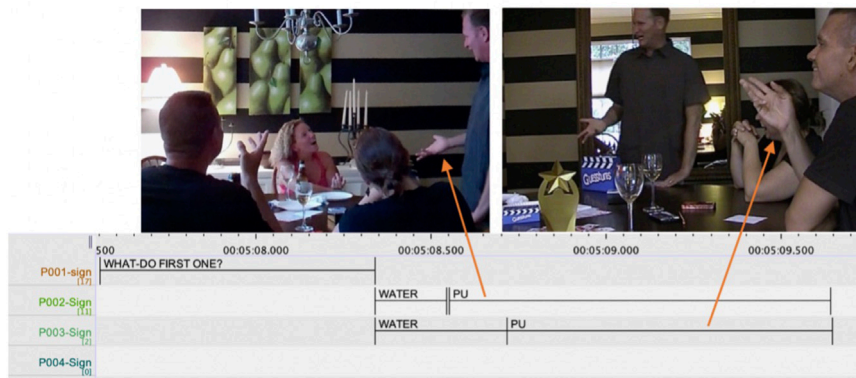 Guesstures
500 00:05:08.000 00:05:08.500 00:05:09.000 00:05:09.500
P001-sign WHAT-DO FIRST ONE?
[17]
P002-Sign WATER PU
[11]
P003-Sign WATER PU
[2]
P004-Sign
[0]